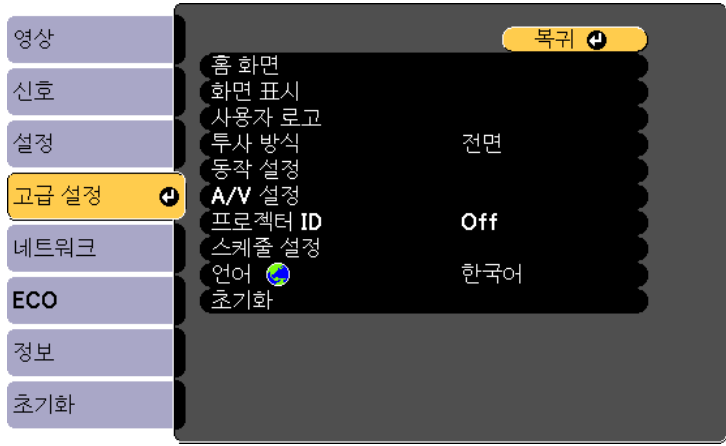 영상
신호
설정
고급 설정
네트워크
ECO
정보
초기화
복귀
홈 화면
화면 표시
사용자 로고
투사 방식 전면
동작 설정
A/V 설정
프로젝터 ID Off
스케줄 설정
언어 한국어
초기화